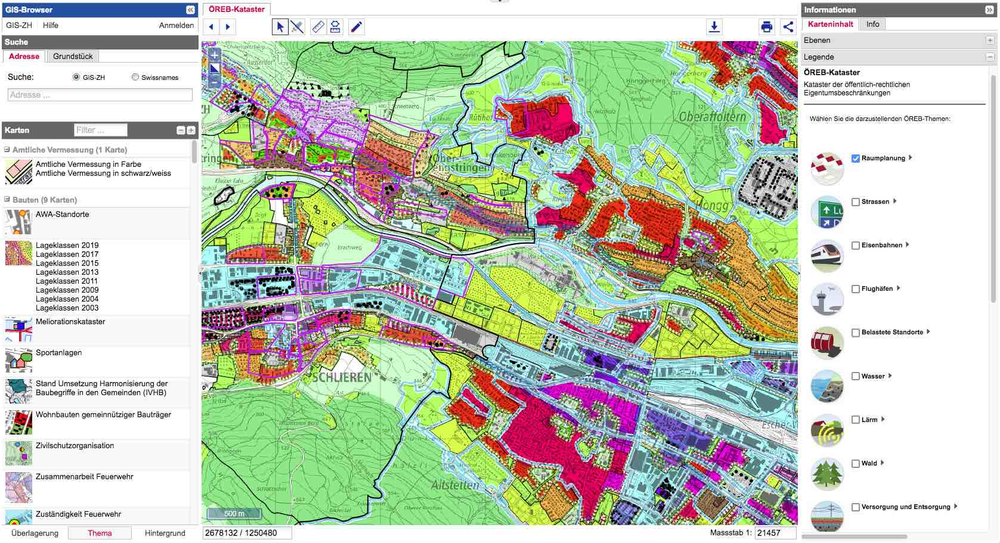 GIS-Browser
GIS-ZH Hilfe Anmelden
Suche
Adresse Grundstück
Suche: GIS-ZH Swissnames
Adresse ...
Karten Filter ...
Amtliche Vermessung (1 Karte)
Amtliche Vermessung in Farbe
Amtliche Vermessung in schwarz/weiss
Bauten (9 Karten)
AWA-Standorte
Lageklassen 2019
Lageklassen 2017
Lageklassen 2015
Lageklassen 2013
Lageklassen 2011
Lageklassen 2009
Lageklassen 2004
Lageklassen 2003
Meliorationskataster
Sportanlagen
Stand Umsetzung Harmonisierung der
Baubegriffe in den Gemeinden (IVHB)
Wohnbauten gemeinnütziger Bauträger
Zivilschutzorganisation
Zusammenarbeit Feuerwehr
Zuständigkeit Feuerwehr
Überlagerung Thema Hintergrund
ÖREB-Kataster
Hungerberg
Hönggerberg
Oberaffoltern
Rütihof
Ober-
engstringen
Höngg
SCHLIEREN
Altstetten
500 m
2678132 / 1250480
Massstab 1: 21457
Informationen
Karteninhalt Info
Ebenen
Legende
ÖREB-Kataster
Kataster der öffentlich-rechtlichen
Eigentumsbeschränkungen
Wählen Sie die darzustellenden ÖREB-Themen:
Raumplanung
Strassen
Eisenbahnen
Flughäfen
Belastete Standorte
Wasser
Lärm
Wald
Versorgung und Entsorgung